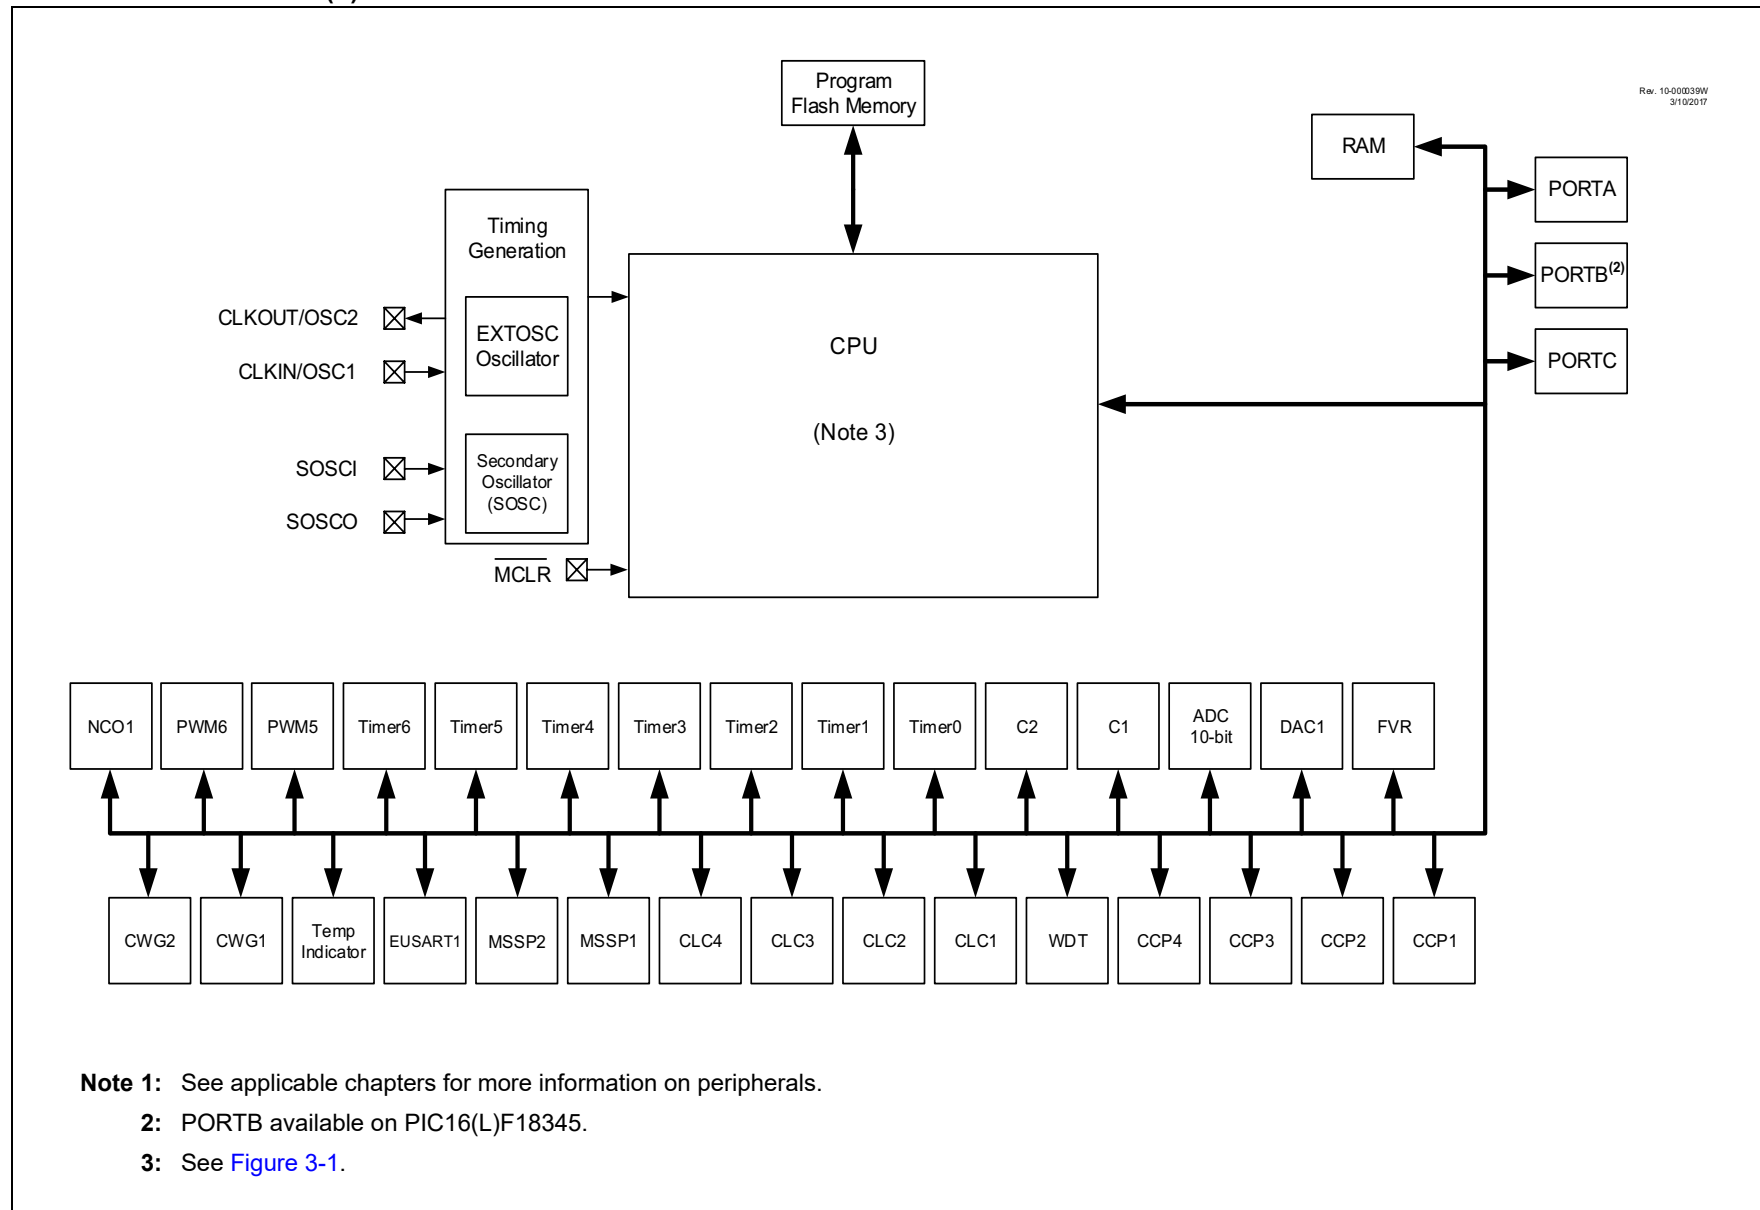 (
)
Program
Flash Memory
Rev. 10-000039W
3/10/2017
RAM
PORTA
Timing
Generation
PORTB(2)
CLKOUT/OSC2
EXTOSC
Oscillator
CPU
PORTC
CLKIN/OSC1
(Note 3)
SOSCI
Secondary
Oscillator
(SOSC)
SOSCO
MCLR
NCO1
PWM6
PWM5
Timer6
Timer5
Timer4
Timer3
Timer2
Timer1
Timer0
C2
C1
ADC
10-bit
DAC1
FVR
CWG2
CWG1
Temp
Indicator
EUSART1
MSSP2
MSSP1
CLC4
CLC3
CLC2
CLC1
WDT
CCP4
CCP3
CCP2
CCP1
Note 1: See applicable chapters for more information on peripherals.
2: PORTB available on PIC16(L)F18345.
3: See Figure 3-1.